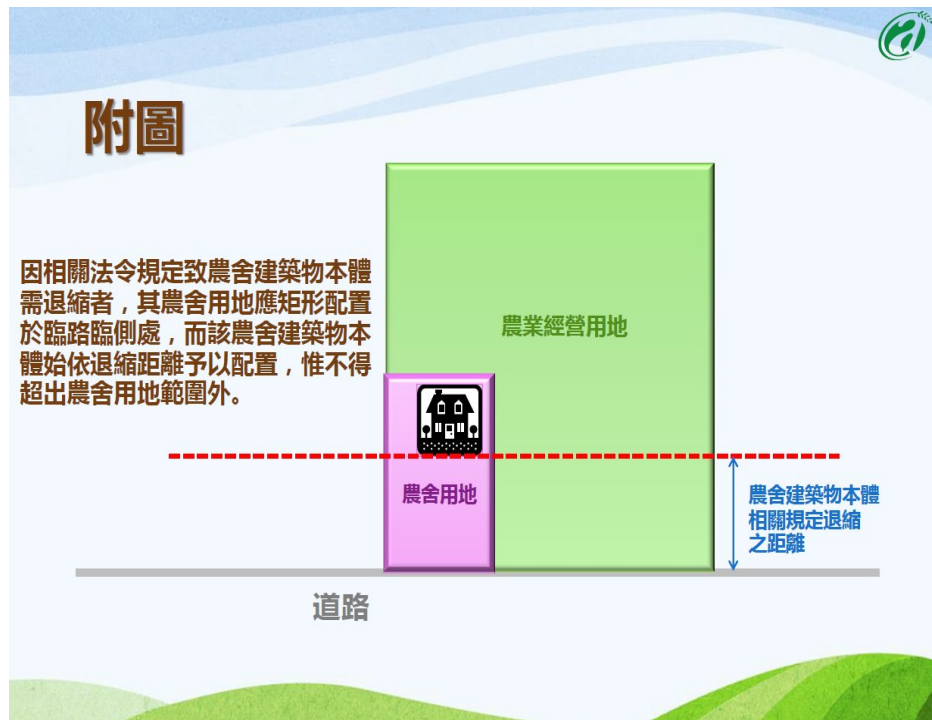 附圖
因相關法令規定致農舍建築物本體
需退縮者，其農舍用地應矩形配置
於臨路臨側處，而該農舍建築物本
體始依退縮距離予以配置，惟不得
超出農舍用地範圍外。
農業經營用地
農舍用地
農舍建築物本體
相關規定退縮
之距離
道路